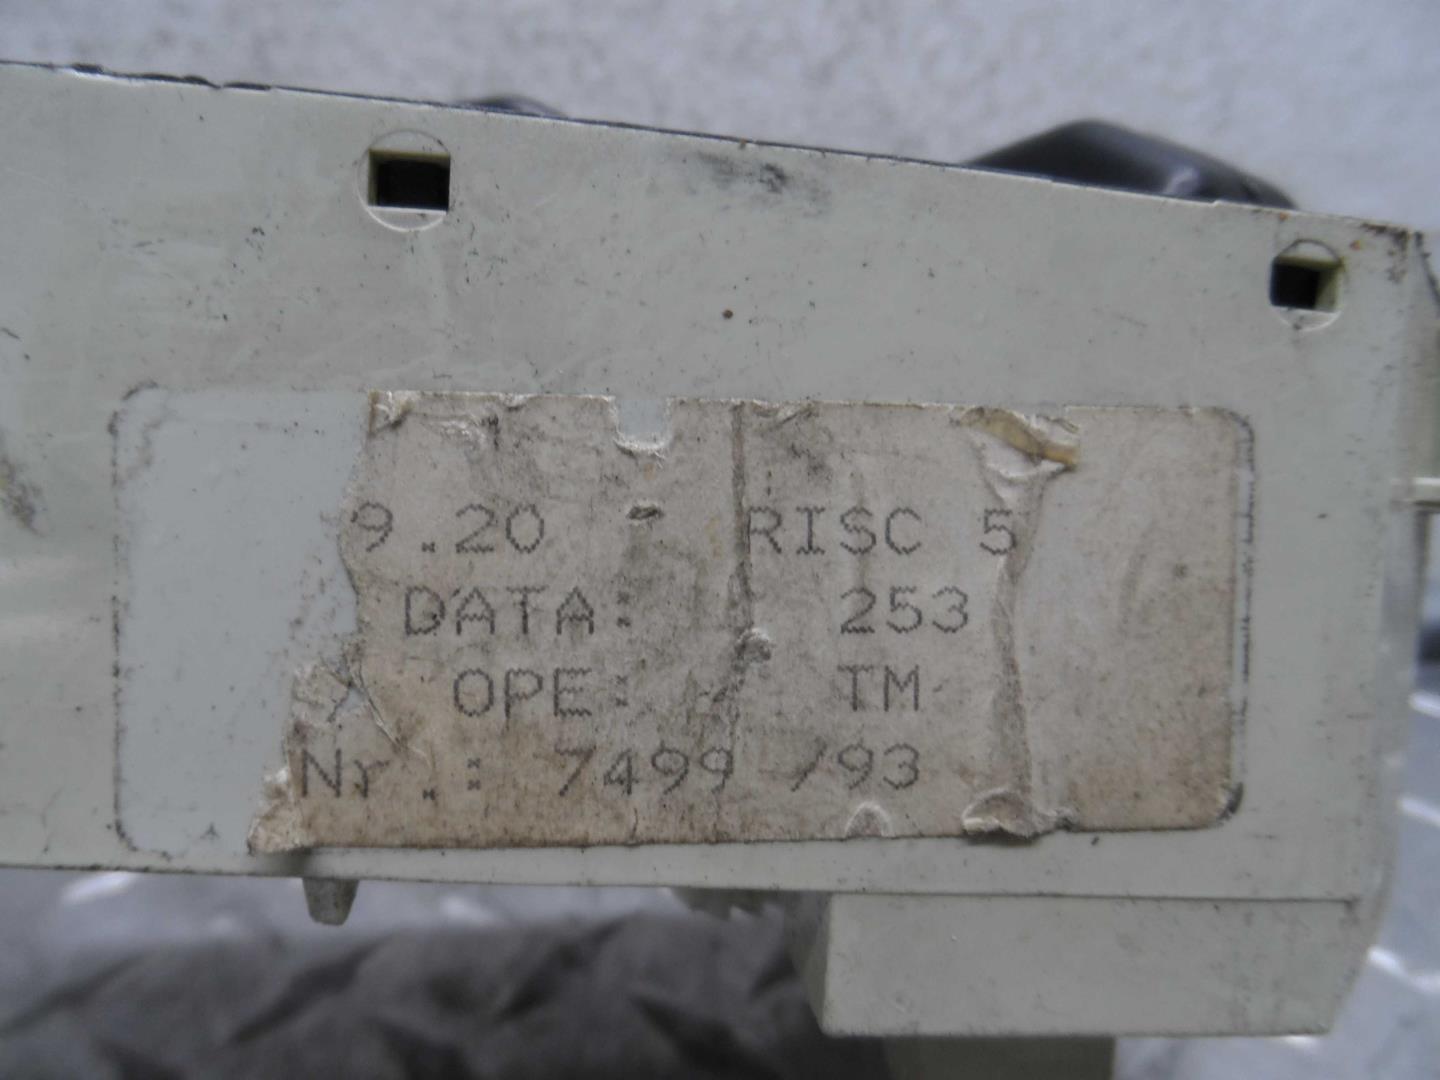 9.20 - RISC 5
DATA: 253
OPE: TM
Nr.: 7499 /93